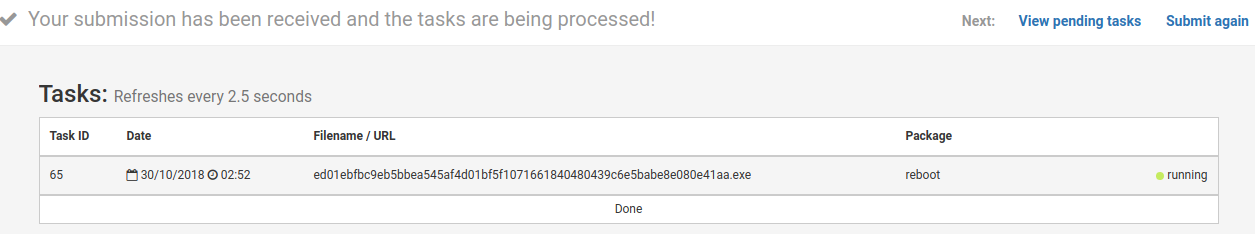 Your submission has been received and the tasks are being processed!
Next: View pending tasks Submit again
Tasks: Refreshes every 2.5 seconds
Task ID Date Filename / URL Package
65 30/10/2018 02:52 ed01ebfbc9eb5bbea545af4d01bf5f1071661840480439c6e5babe8e080e41aa.exe reboot running
Done